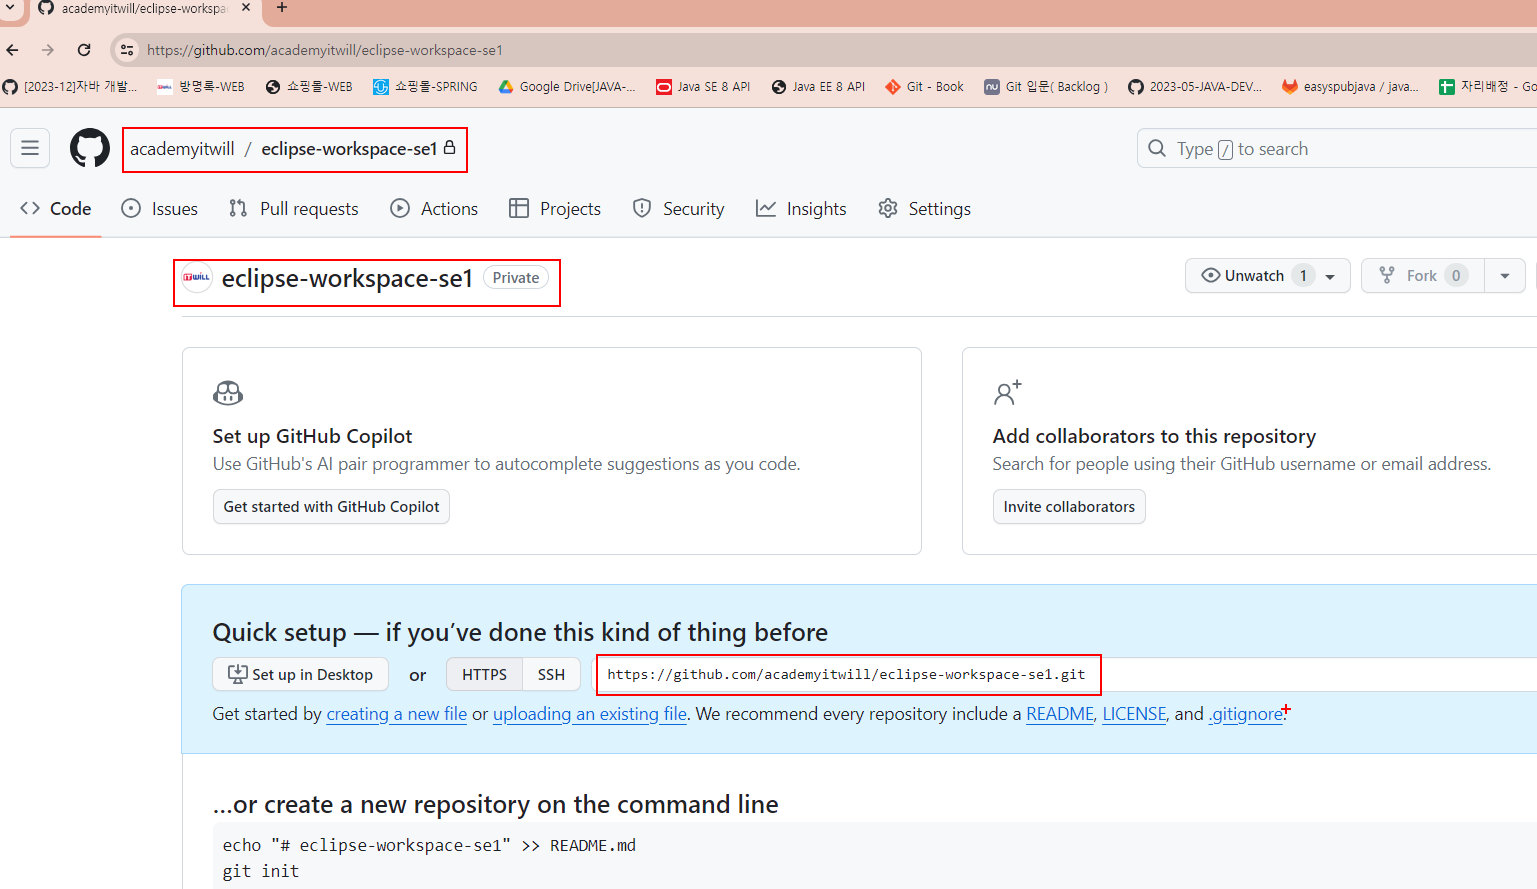 academyitwill/eclipse-workspa
https://github.com/academyitwill/eclipse-workspace-se1
[2023-12]자바 개발... 방명록-WEB 쇼핑몰-WEB 쇼핑몰-SPRING Google Drive[JAVA-... Java SE 8 API Java EE 8 API Git - Book Git 입문( Backlog ) 2023-05-JAVA-DEV... easyspubjava / java... 자리배정 - Go
academyitwill / eclipse-workspace-se1
Type / to search
Code Issues Pull requests Actions Projects Security Insights Settings
ITWILL eclipse-workspace-se1 Private
Unwatch 1 Fork 0
Set up GitHub Copilot
Use GitHub's AI pair programmer to autocomplete suggestions as you code.
Get started with GitHub Copilot
Add collaborators to this repository
Search for people using their GitHub username or email address.
Invite collaborators
Quick setup — if you’ve done this kind of thing before
Set up in Desktop or HTTPS SSH https://github.com/academyitwill/eclipse-workspace-se1.git
Get started by creating a new file or uploading an existing file. We recommend every repository include a README, LICENSE, and .gitignore.
...or create a new repository on the command line
echo "# eclipse-workspace-se1" >> README.md
git init